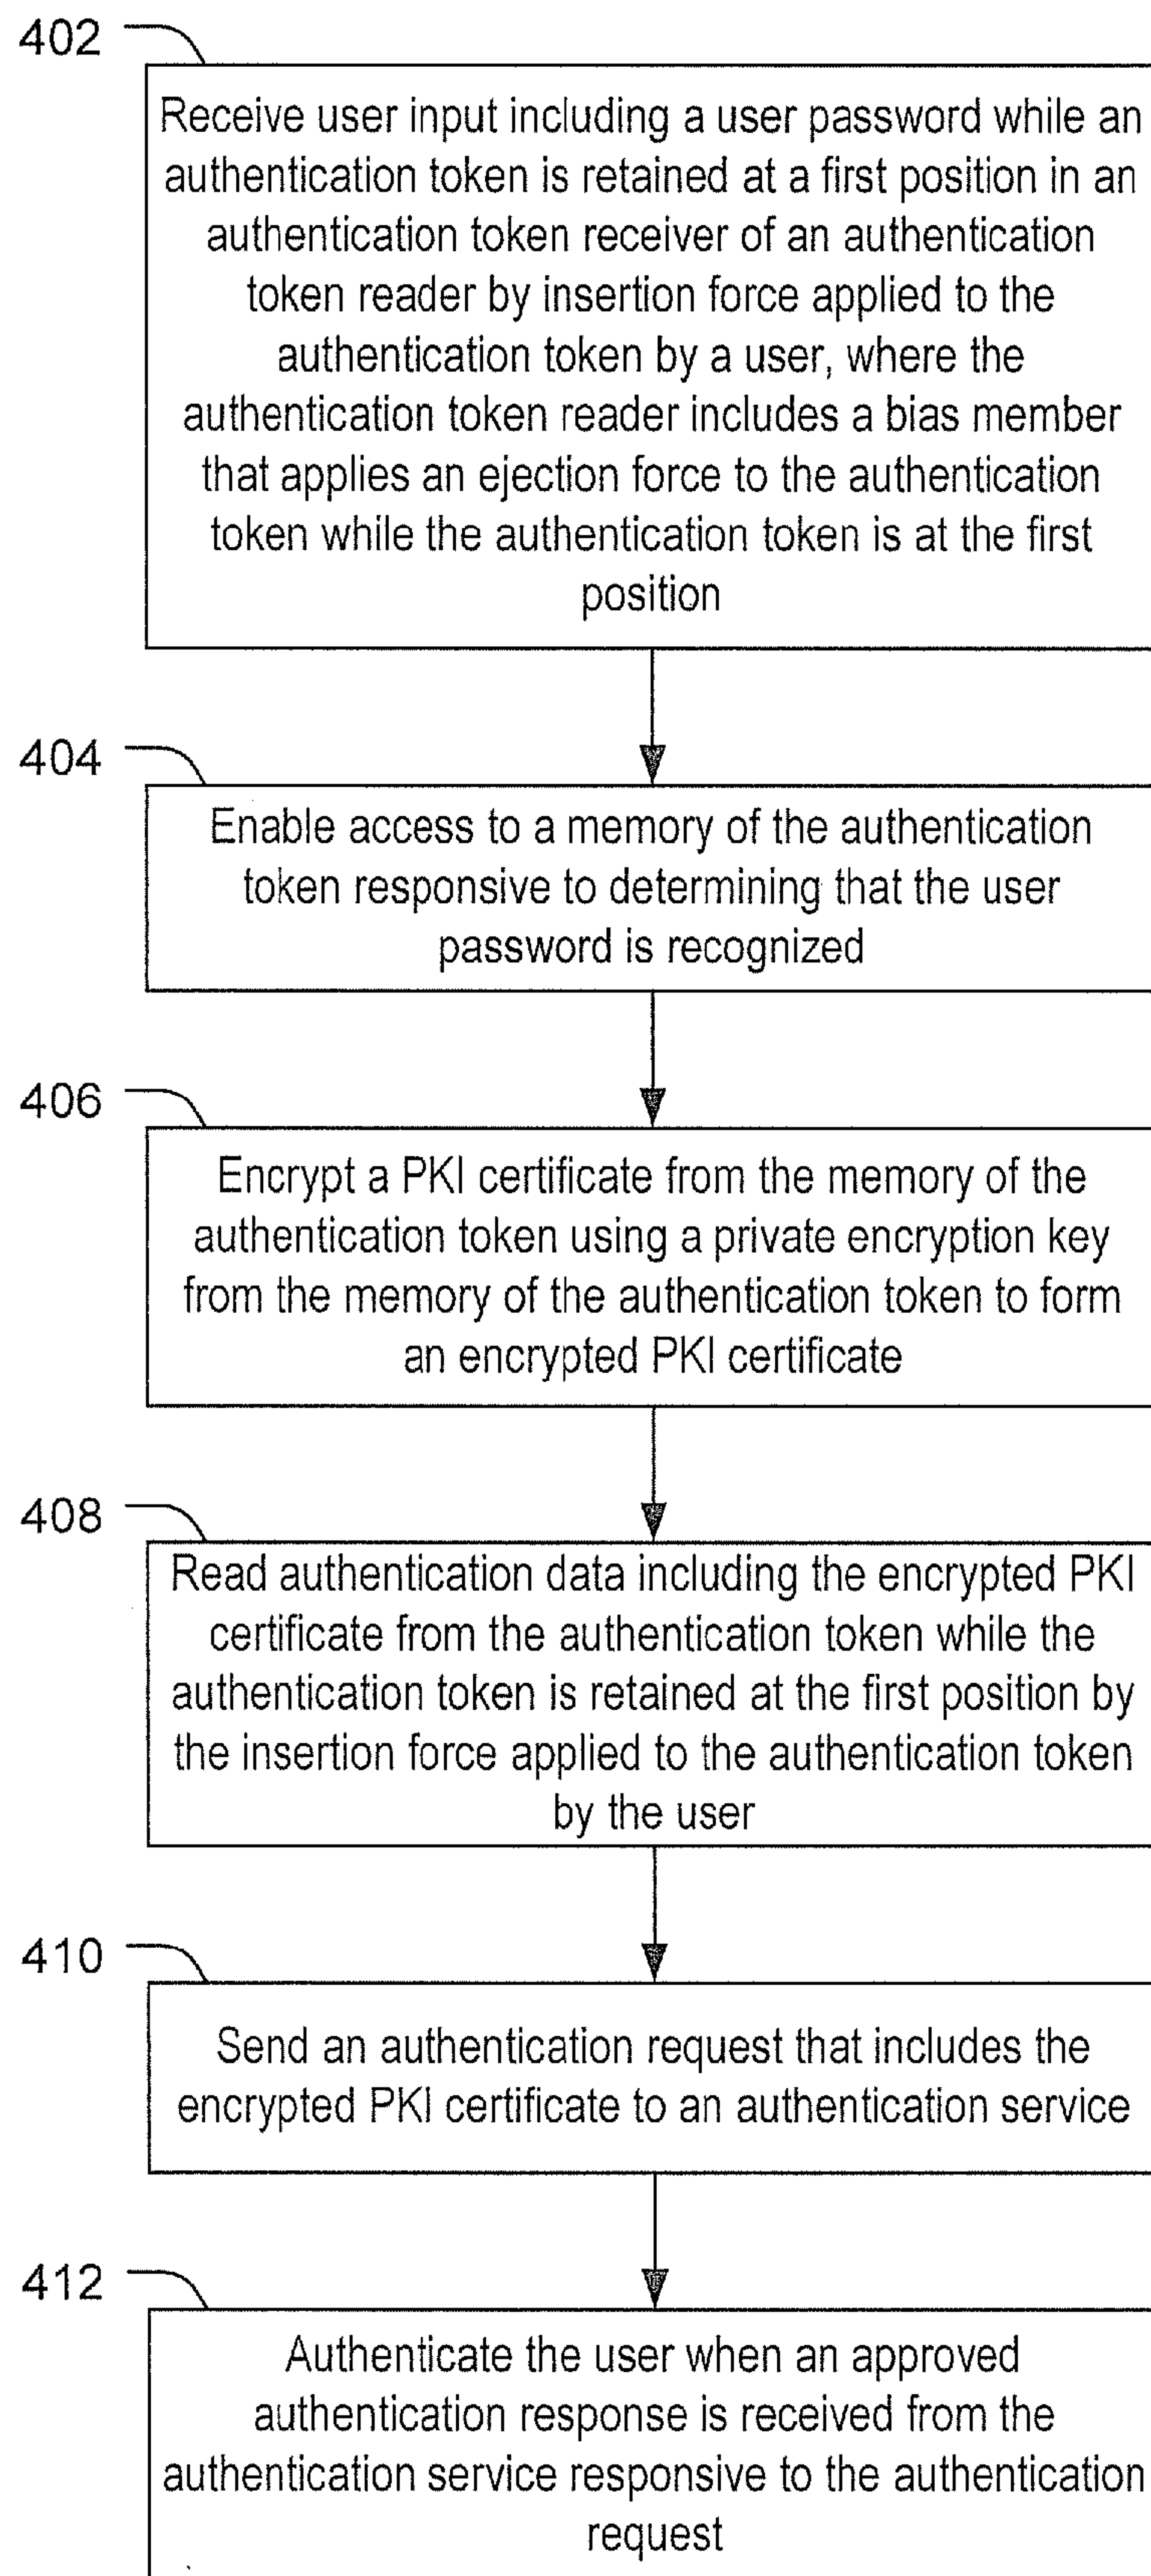 402
Receive user input including a user password while an
authentication token is retained at a first position in an
authentication token receiver of an authentication
token reader by insertion force applied to the
authentication token by a user, where the
authentication token reader includes a bias member
that applies an ejection force to the authentication
token while the authentication token is at the first
position
404
Enable access to a memory of the authentication
token responsive to determining that the user
password is recognized
406
Encrypt a PKI certificate from the memory of the
authentication token using a private encryption key
from the memory of the authentication token to form
an encrypted PKI certificate
408
Read authentication data including the encrypted PKI
certificate from the authentication token while the
authentication token is retained at the first position by
the insertion force applied to the authentication token
by the user
410
Send an authentication request that includes the
encrypted PKI certificate to an authentication service
412
Authenticate the user when an approved
authentication response is received from the
authentication service responsive to the authentication
request